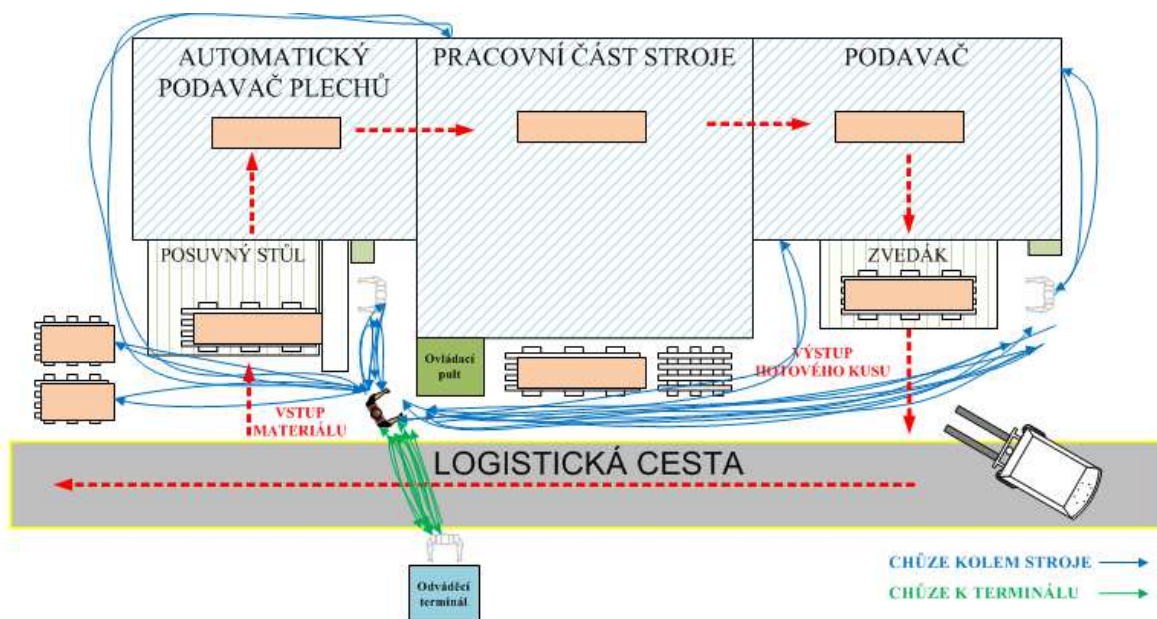 AUTOMATICKÝ
PODAVAČ PLECHŮ
PRACOVNÍ ČÁST STROJE
PODAVAČ
POSUVNÝ STŮL
ZVEDÁK
Ovládací
pult
VÝSTUP
HOTOVÉHO KUSU
VSTUP
MATERIÁLU
LOGISTICKÁ CESTA
Odváděcí
terminál
CHŮZE KOLEM STROJE
CHŮZE K TERMINÁLU